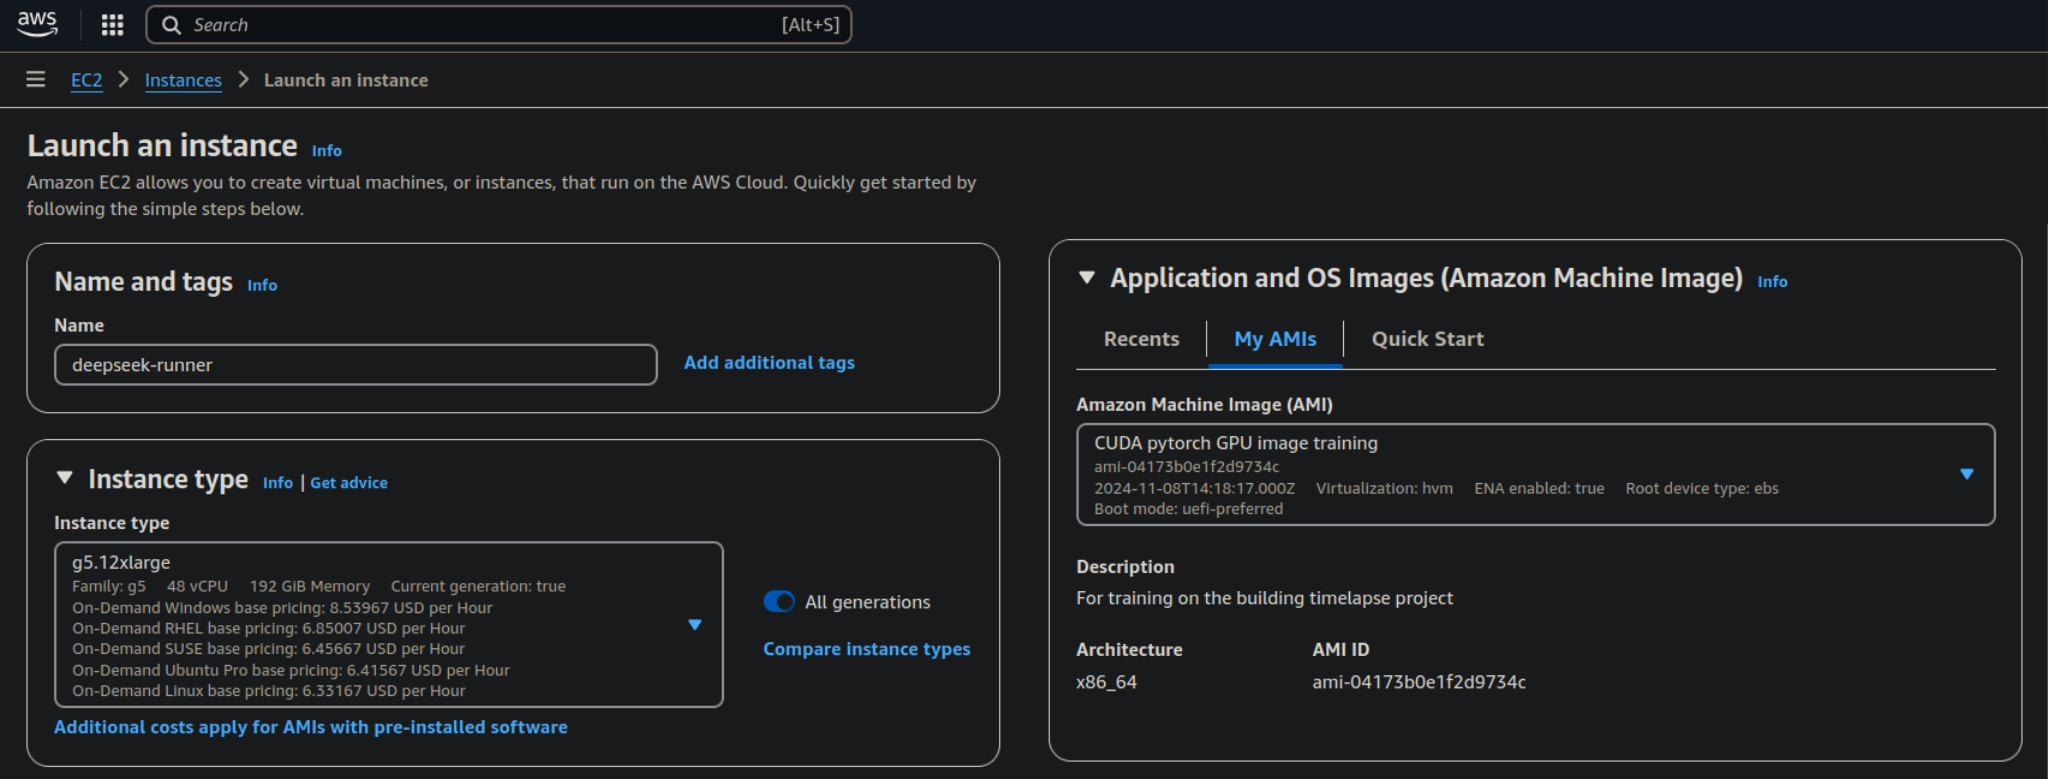 aws
Search [Alt+S]
EC2 Instances Launch an instance
Launch an instance Info
Amazon EC2 allows you to create virtual machines, or instances, that run on the AWS Cloud. Quickly get started by
following the simple steps below.
Name and tags Info
Name
deepseek-runner
Add additional tags
Instance type Info | Get advice
Instance type
g5.12xlarge
Family: g5 48 vCPU 192 GiB Memory Current generation: true
On-Demand Windows base pricing: 8.53967 USD per Hour
On-Demand RHEL base pricing: 6.85007 USD per Hour
On-Demand SUSE base pricing: 6.45667 USD per Hour
On-Demand Ubuntu Pro base pricing: 6.41567 USD per Hour
On-Demand Linux base pricing: 6.33167 USD per Hour
All generations
Compare instance types
Additional costs apply for AMIs with pre-installed software
Application and OS Images (Amazon Machine Image) Info
Recents My AMIs Quick Start
Amazon Machine Image (AMI)
CUDA pytorch GPU image training
ami-04173b0e1f2d9734c
2024-11-08T14:18:17.000Z Virtualization: hvm ENA enabled: true Root device type: ebs
Boot mode: uefi-preferred
Description
For training on the building timelapse project
Architecture AMI ID
x86_64 ami-04173b0e1f2d9734c